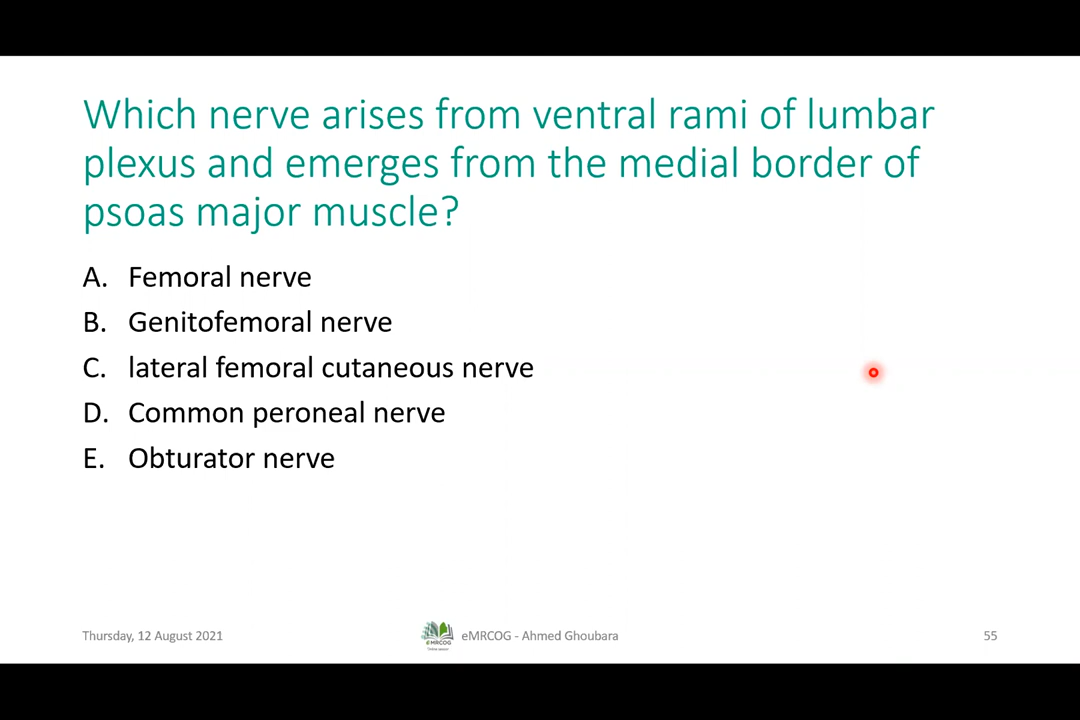 Which nerve arises from ventral rami of lumbar
plexus and emerges from the medial border of
psoas major muscle?
A. Femoral nerve
B. Genitofemoral nerve
C. lateral femoral cutaneous nerve
D. Common peroneal nerve
E. Obturator nerve
Thursday, 12 August 2021
eMRCOG
eMRCOG - Ahmed Ghoubara
55